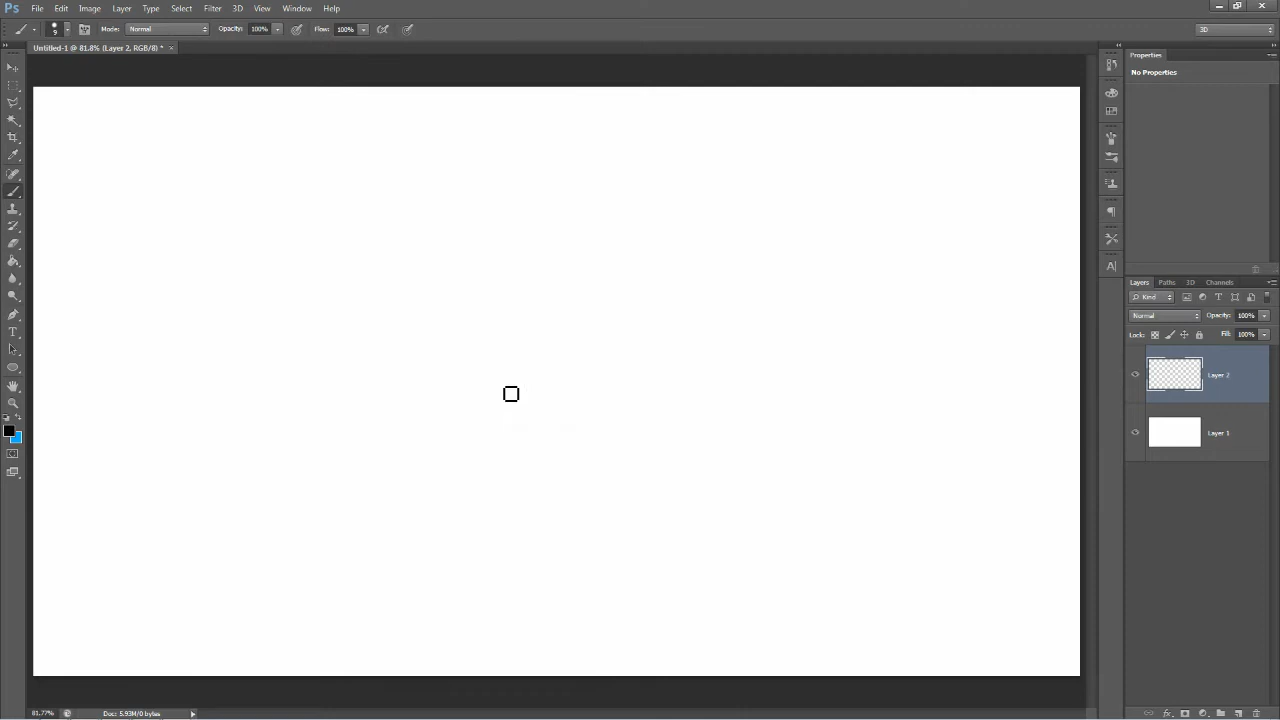 Ps File Edit Image Layer Type Select Filter 3D View Window Help
9 Mode: Normal Opacity: 100% Flow: 100% 3D
Untitled-1 @ 81.8% (Layer 2, RGB/8) * ×
Properties
No Properties
Layers Paths 3D Channels
Kind
Normal Opacity: 100%
Lock: Fill: 100%
Layer 2
Layer 1
81.77% Doc: 5.93M/0 bytes